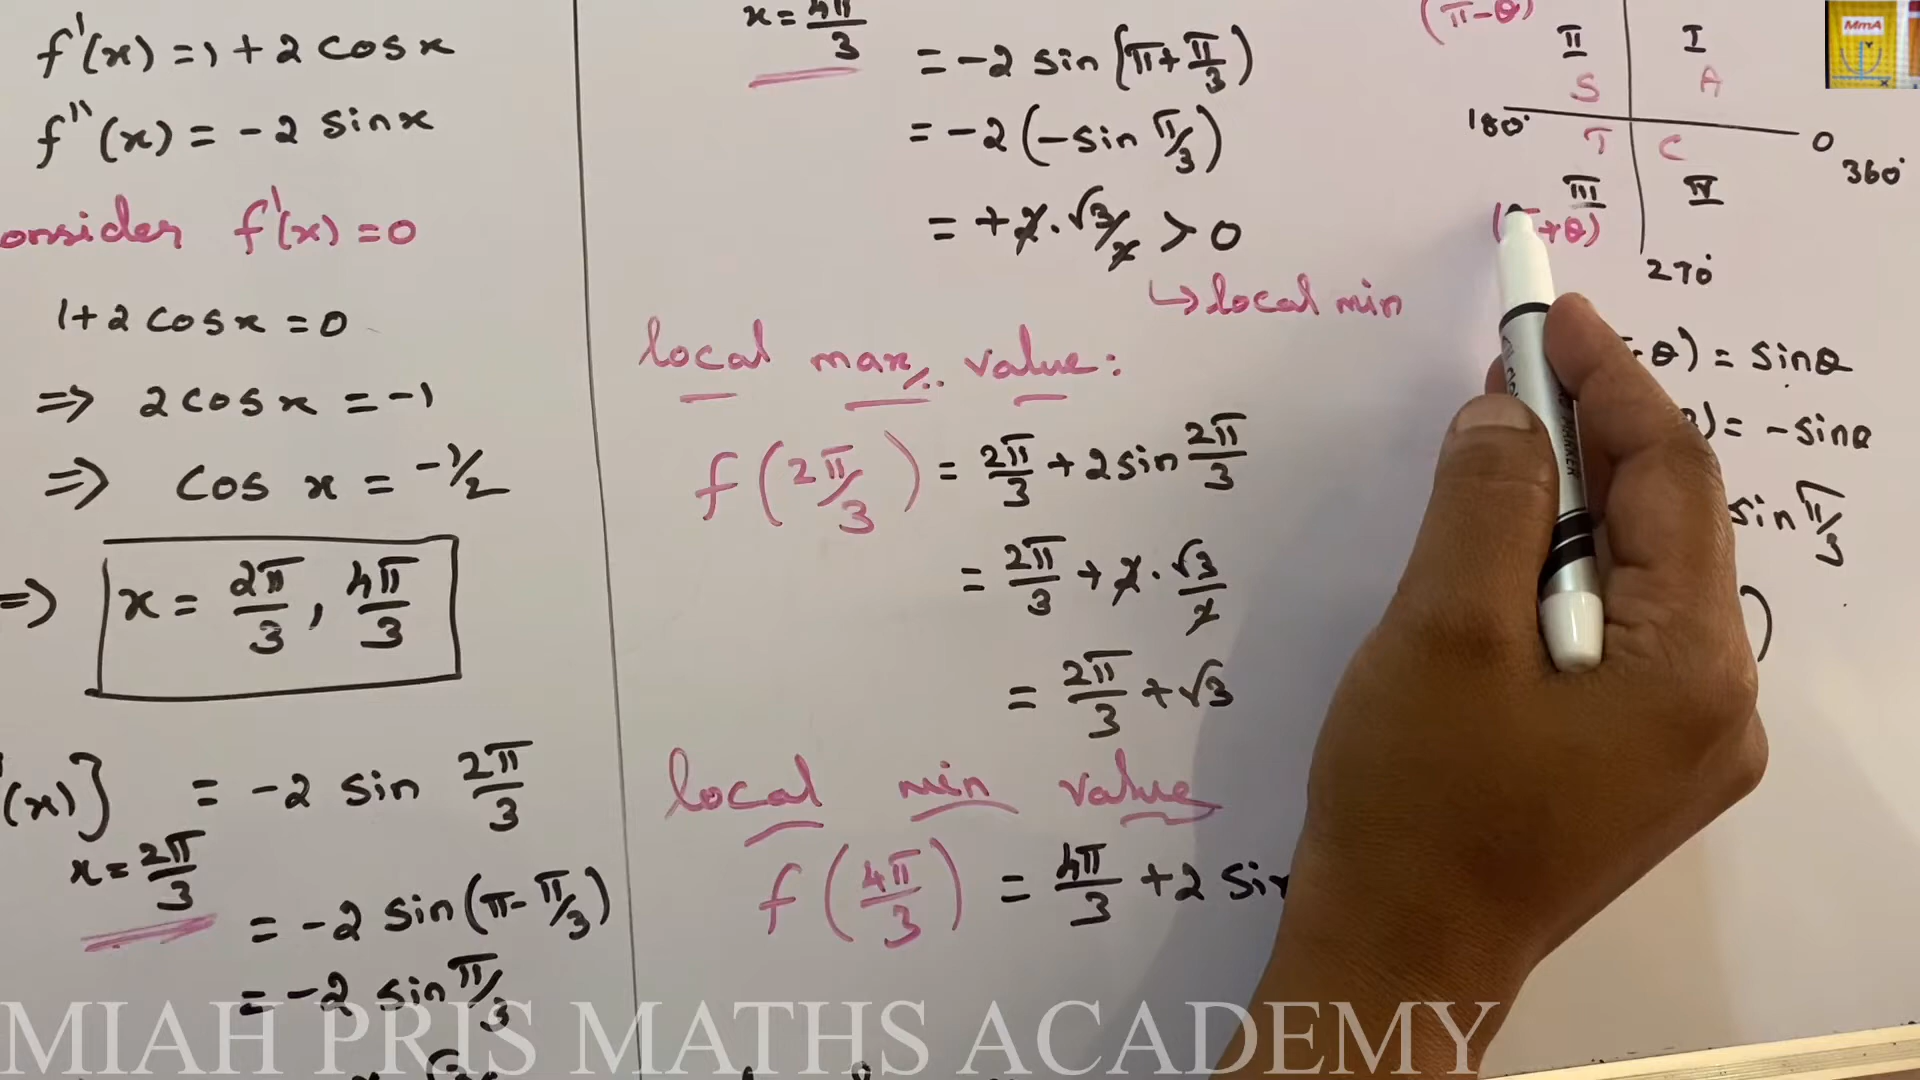 f'(x) = 1 + 2 cos x
f''(x) = - 2 sin x
onsider f'(x) = 0
1 + 2 cos x = 0
⇒ 2 cos x = -1
⇒ cos x = -1/2
⇒ x = 2π/3 , 4π/3
(x)] = -2 sin 2π/3
x = 2π/3
= -2 sin(π - π/3)
= -2 sin π/3
x = 4π/3
= -2 sin (π + π/3)
= -2 (-sin π/3)
= + 2 . √3/2 > 0
↳ local min
local max. value :
f(2π/3) = 2π/3 + 2 sin 2π/3
= 2π/3 + 2 . √3/2
= 2π/3 + √3
local min value
f(4π/3) = 4π/3 + 2 sin
(π-θ)
II I
S A
180° 0
T C 360°
III IV
+θ)
270°
θ) = sinθ
) = -sinθ
sin π/3
)
MmA
MIAH PRIS MATHS ACADEMY